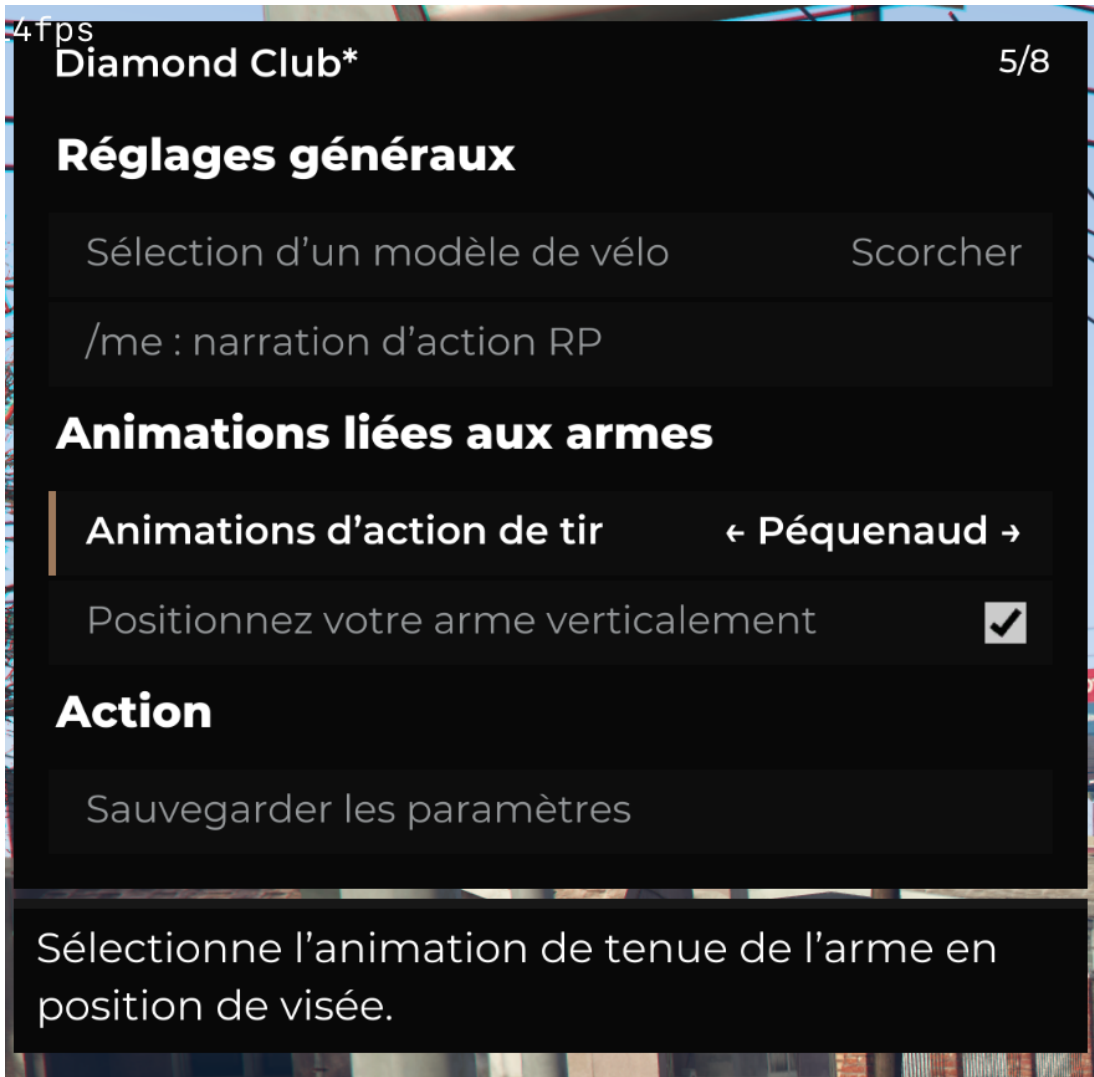 4fps
Diamond Club* 5/8
Réglages généraux
Sélection d’un modèle de vélo Scorcher
/me : narration d’action RP
Animations liées aux armes
Animations d’action de tir ← Péquenaud →
Positionnez votre arme verticalement
Action
Sauvegarder les paramètres
Sélectionne l’animation de tenue de l’arme en
position de visée.